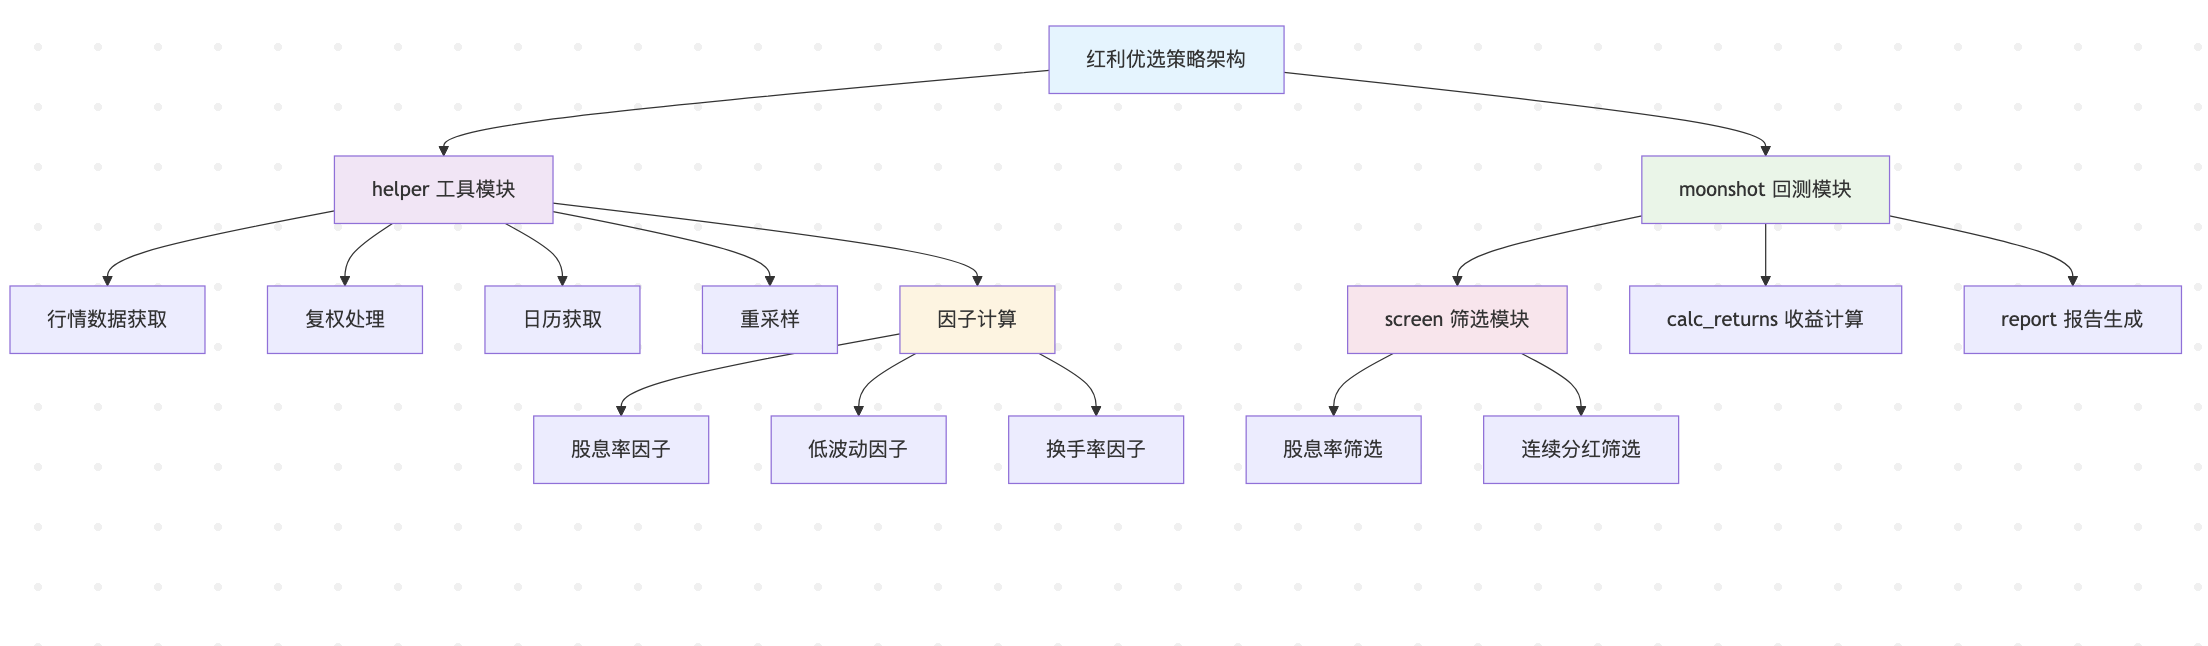 红利优选策略架构
helper 工具模块
moonshot 回测模块
行情数据获取
复权处理
日历获取
重采样
因子计算
screen 筛选模块
calc_returns 收益计算
report 报告生成
股息率因子
低波动因子
换手率因子
股息率筛选
连续分红筛选